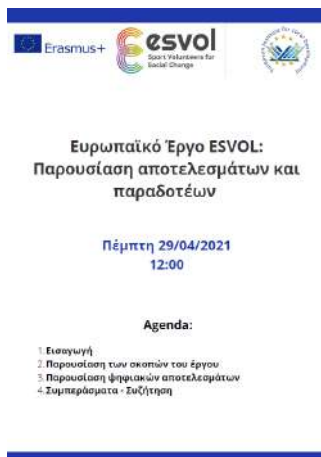 Erasmus+
esvol
Sport Volunteers for
Social Change
Ευρωπαϊκό Έργο ESVOL:
Παρουσίαση αποτελεσμάτων και
παραδοτέων
Πέμπτη 29/04/2021
12:00
Agenda:
1. Εισαγωγή
2. Παρουσίαση των σκοπών του έργου
3. Παρουσίαση ψηφιακών αποτελεσμάτων
4. Συμπεράσματα - Συζήτηση